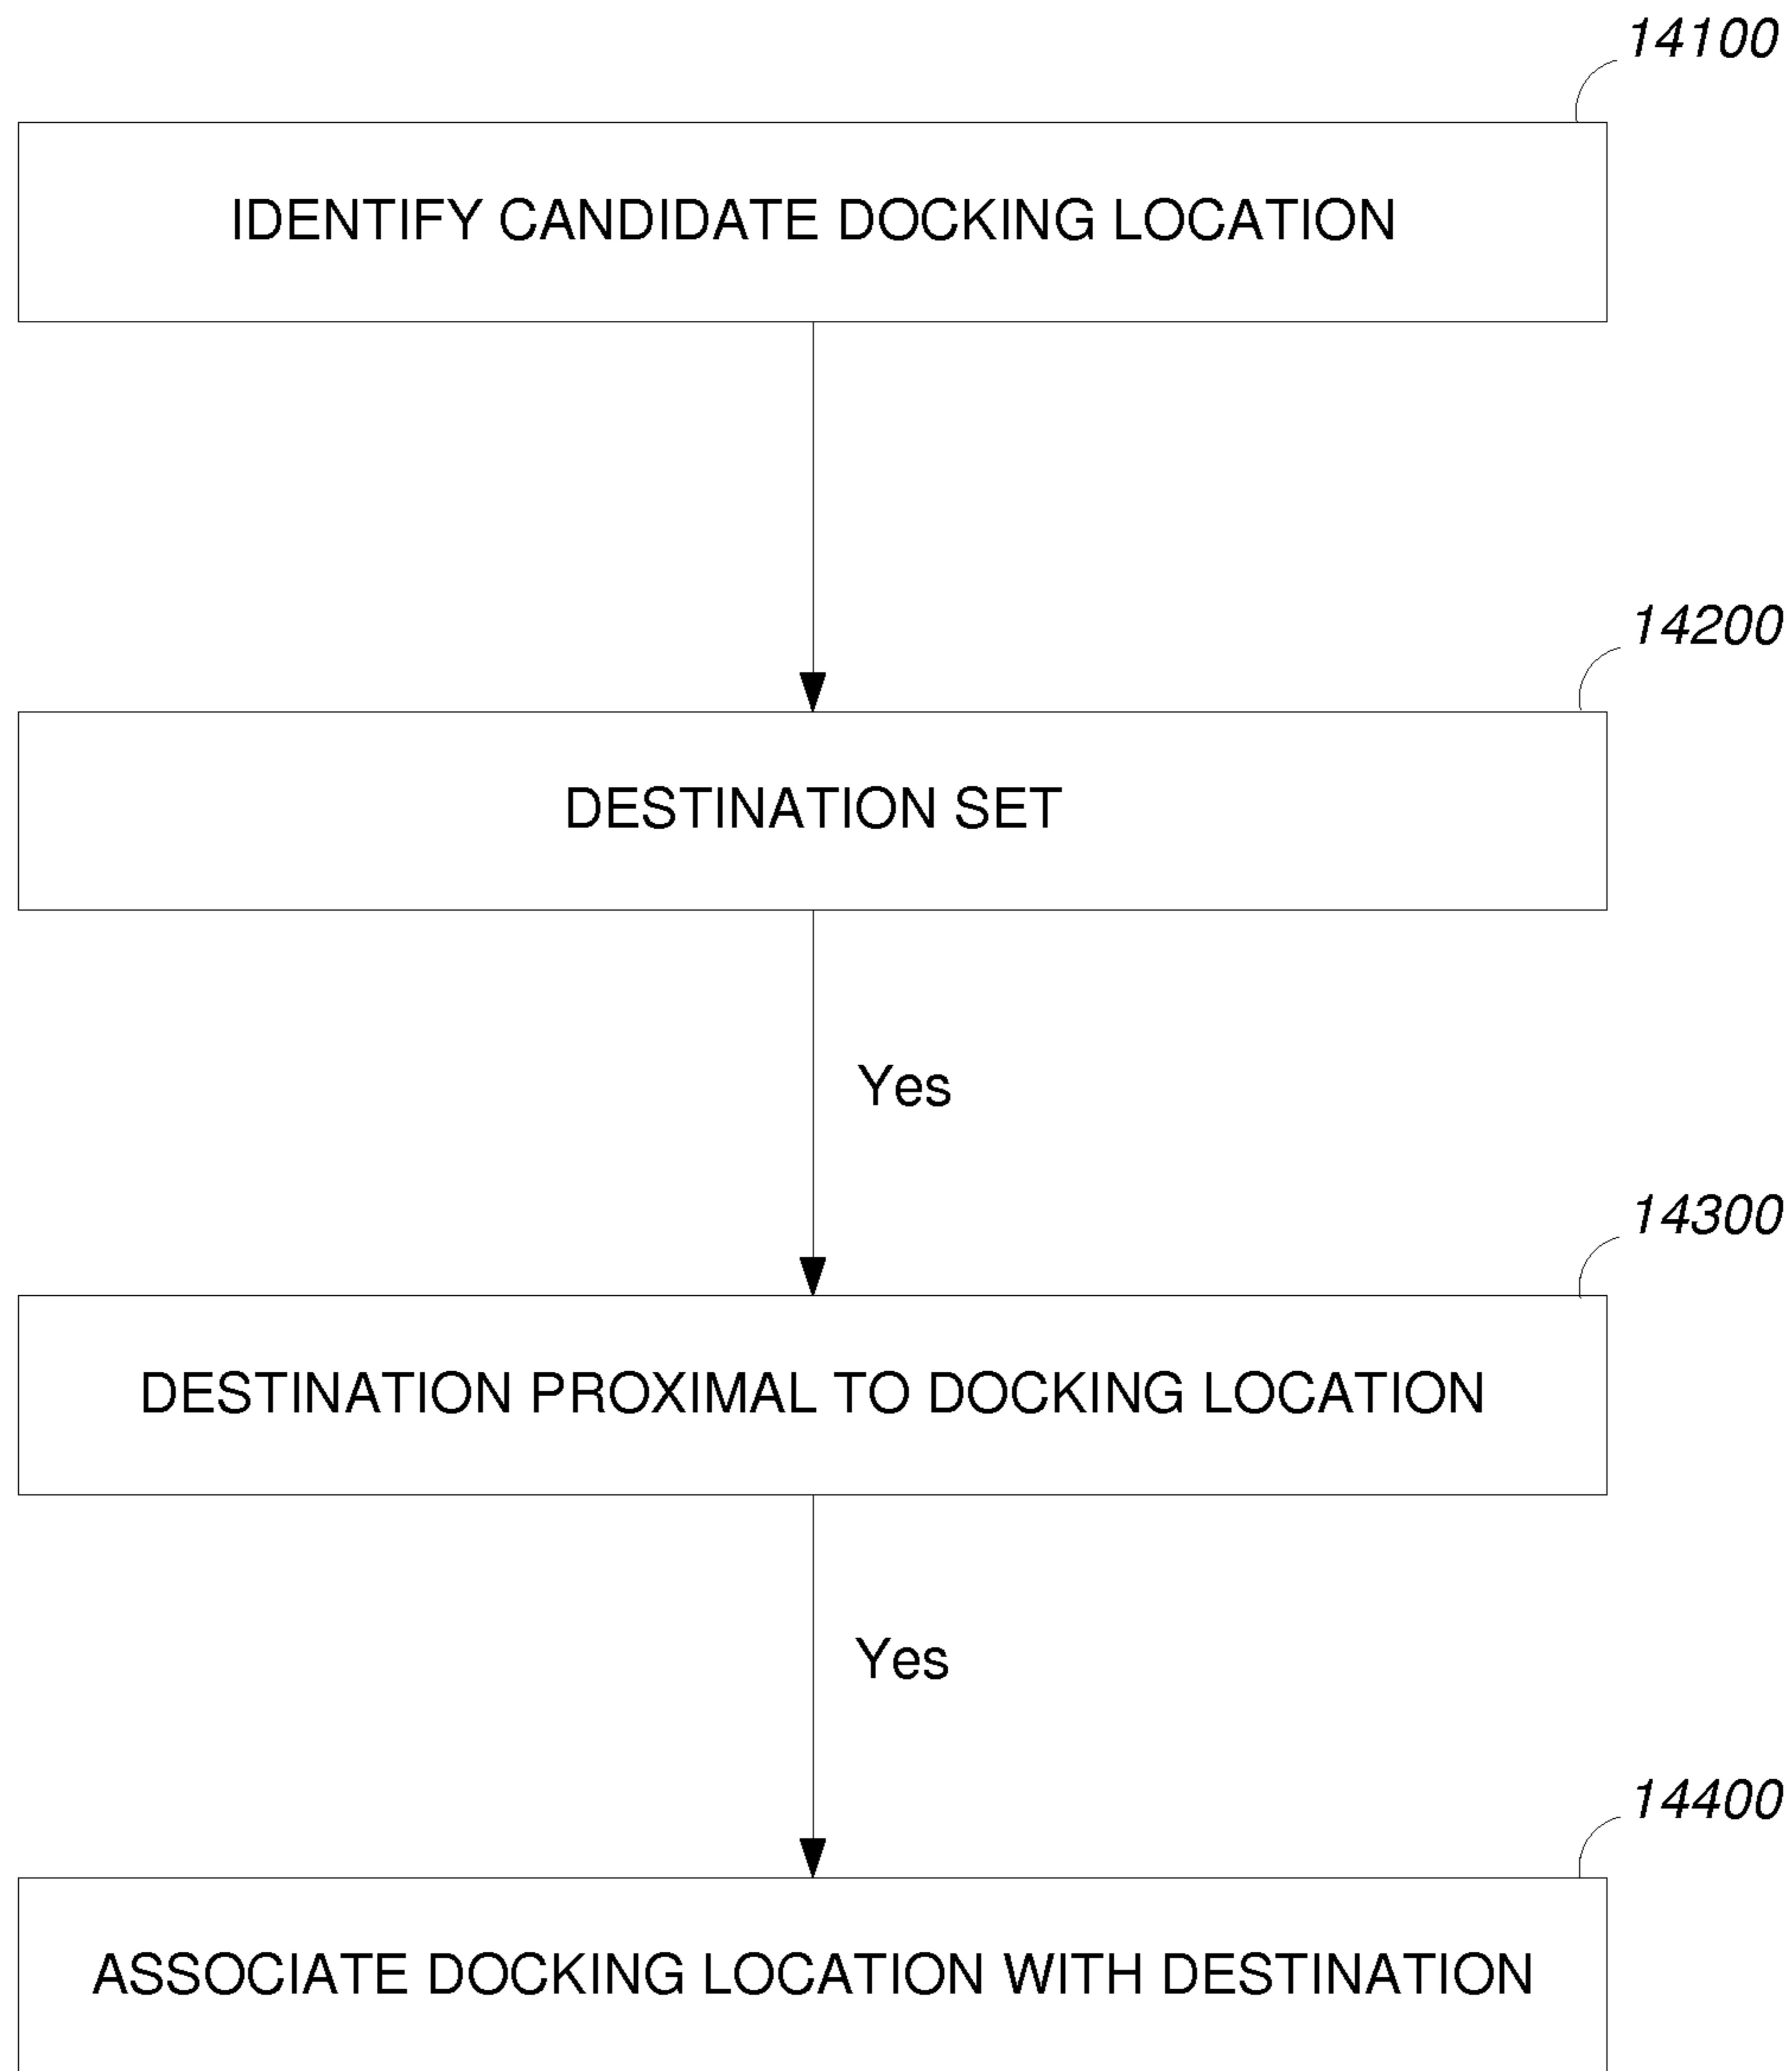 14100
IDENTIFY CANDIDATE DOCKING LOCATION
14200
DESTINATION SET
Yes
14300
DESTINATION PROXIMAL TO DOCKING LOCATION
Yes
14400
ASSOCIATE DOCKING LOCATION WITH DESTINATION